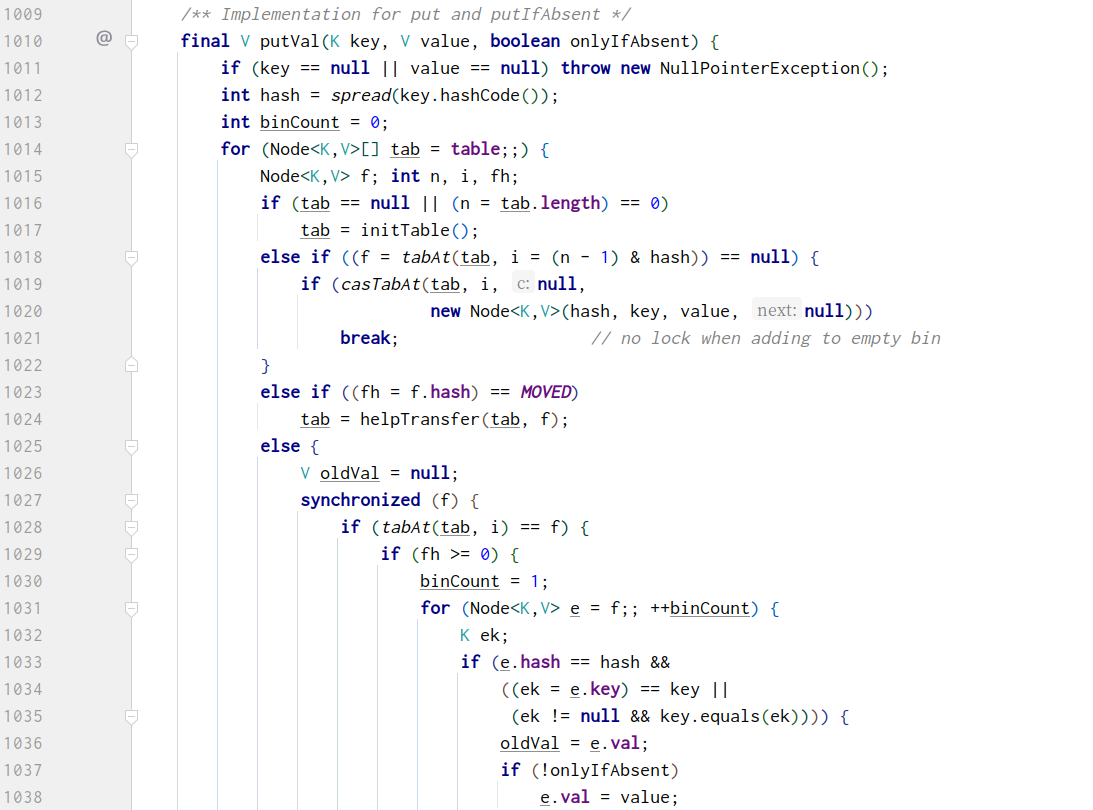 1009 /** Implementation for put and putIfAbsent */
1010 @ final V putVal(K key, V value, boolean onlyIfAbsent) {
1011 if (key == null || value == null) throw new NullPointerException();
1012 int hash = spread(key.hashCode());
1013 int binCount = 0;
1014 for (Node<K,V>[] tab = table;;) {
1015 Node<K,V> f; int n, i, fh;
1016 if (tab == null || (n = tab.length) == 0)
1017 tab = initTable();
1018 else if ((f = tabAt(tab, i = (n - 1) & hash)) == null) {
1019 if (casTabAt(tab, i, c: null,
1020 new Node<K,V>(hash, key, value, next: null)))
1021 break; // no lock when adding to empty bin
1022 }
1023 else if ((fh = f.hash) == MOVED)
1024 tab = helpTransfer(tab, f);
1025 else {
1026 V oldVal = null;
1027 synchronized (f) {
1028 if (tabAt(tab, i) == f) {
1029 if (fh >= 0) {
1030 binCount = 1;
1031 for (Node<K,V> e = f;; ++binCount) {
1032 K ek;
1033 if (e.hash == hash &&
1034 ((ek = e.key) == key ||
1035 (ek != null && key.equals(ek)))) {
1036 oldVal = e.val;
1037 if (!onlyIfAbsent)
1038 e.val = value;